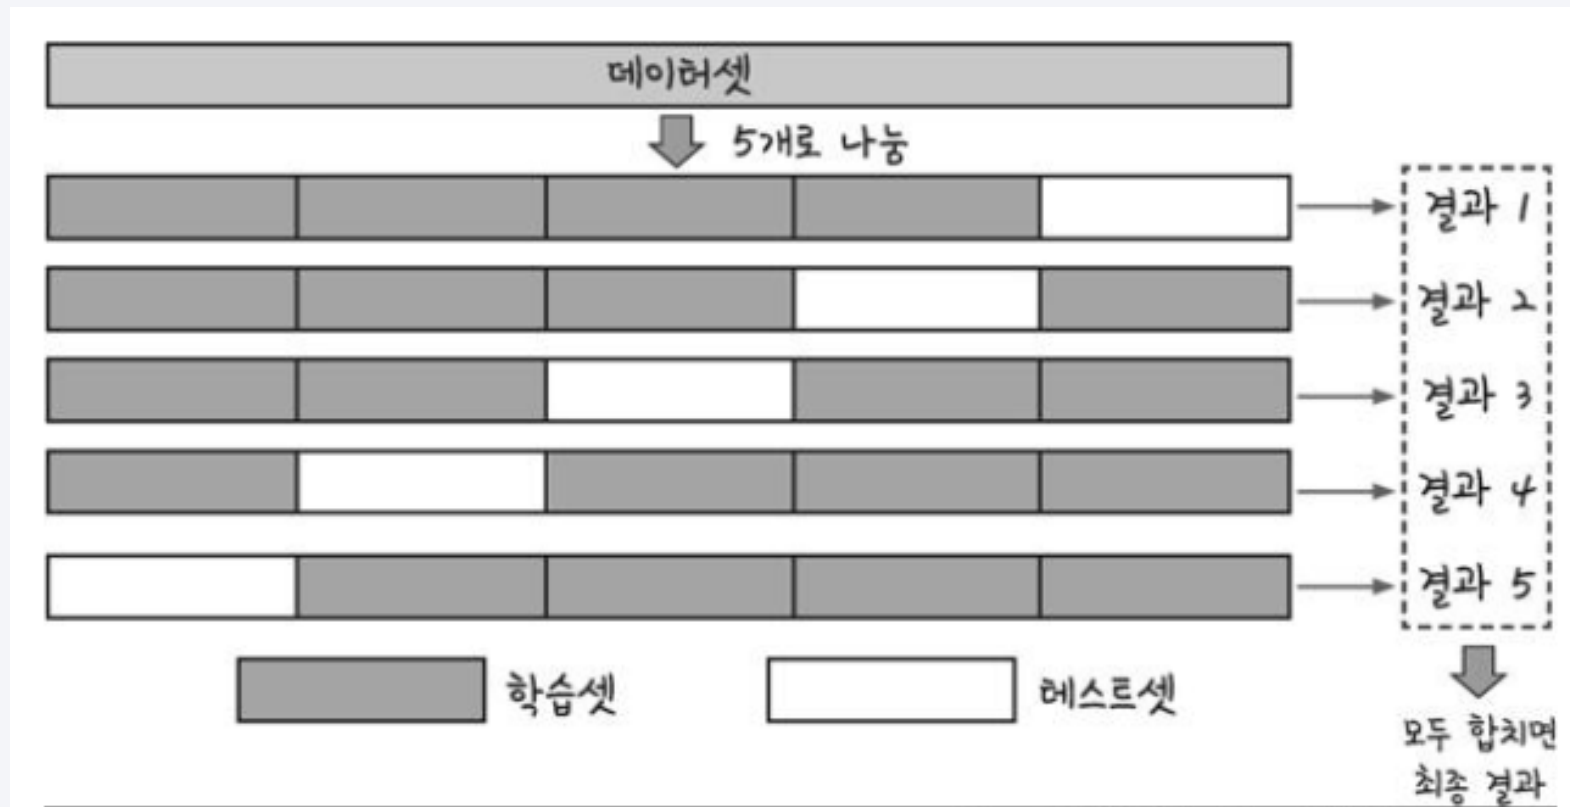 데이터셋
5개로 나눔
결과 1
결과 2
결과 3
결과 4
결과 5
학습셋
테스트셋
모두 합치면
최종 결과